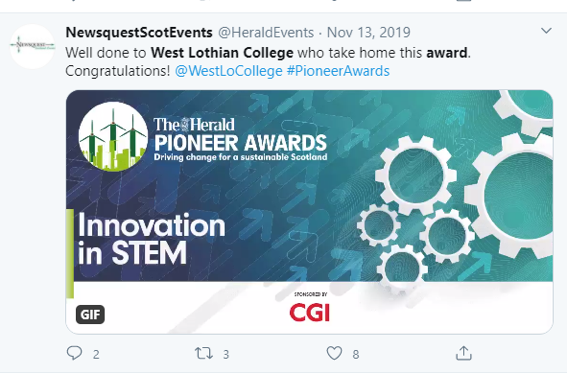 NewsquestScotEvents @HeraldEvents · Nov 13, 2019
Well done to West Lothian College who take home this award.
Congratulations! @WestLoCollege #PioneerAwards
The Herald
PIONEER AWARDS
Driving change for a sustainable Scotland
Innovation
in STEM
SPONSORED BY
CGI
GIF
2 3 8